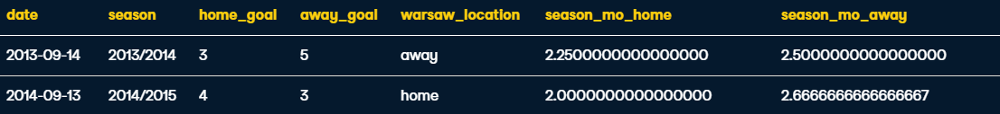 date season home_goal away_goal warsaw_location season_mo_home season_mo_away
2013-09-14 2013/2014 3 5 away 2.2500000000000000 2.5000000000000000
2014-09-13 2014/2015 4 3 home 2.0000000000000000 2.6666666666666667